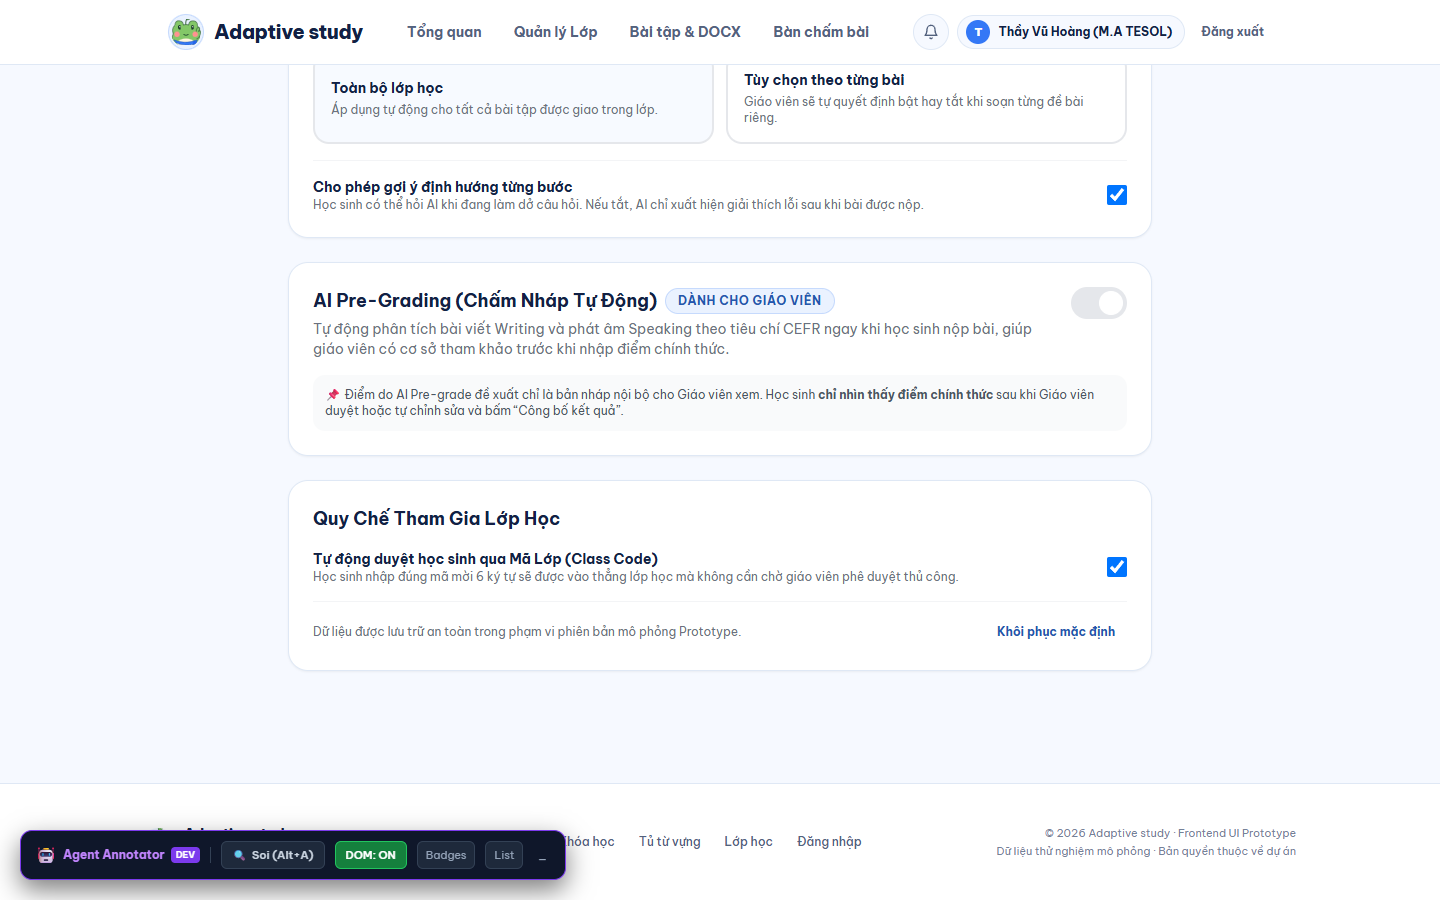 Adaptive study
Tổng quan
Quản lý Lớp
Bài tập & DOCX
Bàn chấm bài
T
Thầy Vũ Hoàng (M.A TESOL)
Đăng xuất
Toàn bộ lớp học
Áp dụng tự động cho tất cả bài tập được giao trong lớp.
Tùy chọn theo từng bài
Giáo viên sẽ tự quyết định bật hay tắt khi soạn từng đề bài
riêng.
Cho phép gợi ý định hướng từng bước
Học sinh có thể hỏi AI khi đang làm dở câu hỏi. Nếu tắt, AI chỉ xuất hiện giải thích lỗi sau khi bài được nộp.
AI Pre-Grading (Chấm Nháp Tự Động)
DÀNH CHO GIÁO VIÊN
Tự động phân tích bài viết Writing và phát âm Speaking theo tiêu chí CEFR ngay khi học sinh nộp bài, giúp
giáo viên có cơ sở tham khảo trước khi nhập điểm chính thức.
📌 Điểm do AI Pre-grade đề xuất chỉ là bản nháp nội bộ cho Giáo viên xem. Học sinh chỉ nhìn thấy điểm chính thức sau khi Giáo viên
duyệt hoặc tự chỉnh sửa và bấm “Công bố kết quả”.
Quy Chế Tham Gia Lớp Học
Tự động duyệt học sinh qua Mã Lớp (Class Code)
Học sinh nhập đúng mã mời 6 ký tự sẽ được vào thẳng lớp học mà không cần chờ giáo viên phê duyệt thủ công.
Dữ liệu được lưu trữ an toàn trong phạm vi phiên bản mô phỏng Prototype.
Khôi phục mặc định
Agent Annotator
DEV
Soi (Alt+A)
DOM: ON
Badges
List
_
học
Tủ từ vựng
Lớp học
Đăng nhập
© 2026 Adaptive study · Frontend UI Prototype
Dữ liệu thử nghiệm mô phỏng · Bản quyền thuộc về dự án